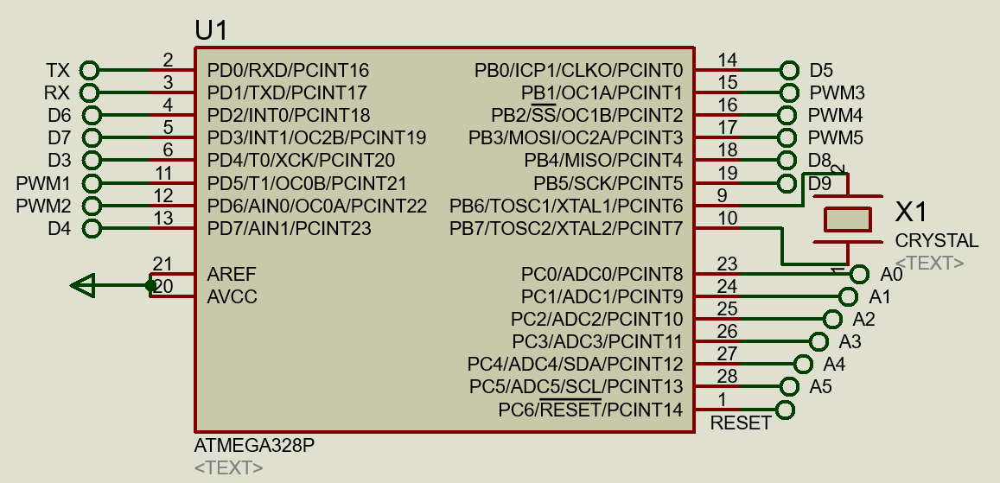 U1
TX 2 PD0/RXD/PCINT16 PB0/ICP1/CLKO/PCINT0 14 D5
RX 3 PD1/TXD/PCINT17 PB1/OC1A/PCINT1 15 PWM3
D6 4 PD2/INT0/PCINT18 PB2/SS/OC1B/PCINT2 16 PWM4
D7 5 PD3/INT1/OC2B/PCINT19 PB3/MOSI/OC2A/PCINT3 17 PWM5
D3 6 PD4/T0/XCK/PCINT20 PB4/MISO/PCINT4 18 D8
PWM1 11 PD5/T1/OC0B/PCINT21 PB5/SCK/PCINT5 19 D9 2
PWM2 12 PD6/AIN0/OC0A/PCINT22 PB6/TOSC1/XTAL1/PCINT6 9 X1
D4 13 PD7/AIN1/PCINT23 PB7/TOSC2/XTAL2/PCINT7 10 CRYSTAL
<TEXT>
21 AREF PC0/ADC0/PCINT8 23 1 A0
20 AVCC PC1/ADC1/PCINT9 24 A1
PC2/ADC2/PCINT10 25 A2
PC3/ADC3/PCINT11 26 A3
PC4/ADC4/SDA/PCINT12 27 A4
PC5/ADC5/SCL/PCINT13 28 A5
PC6/RESET/PCINT14 1 RESET
ATMEGA328P
<TEXT>